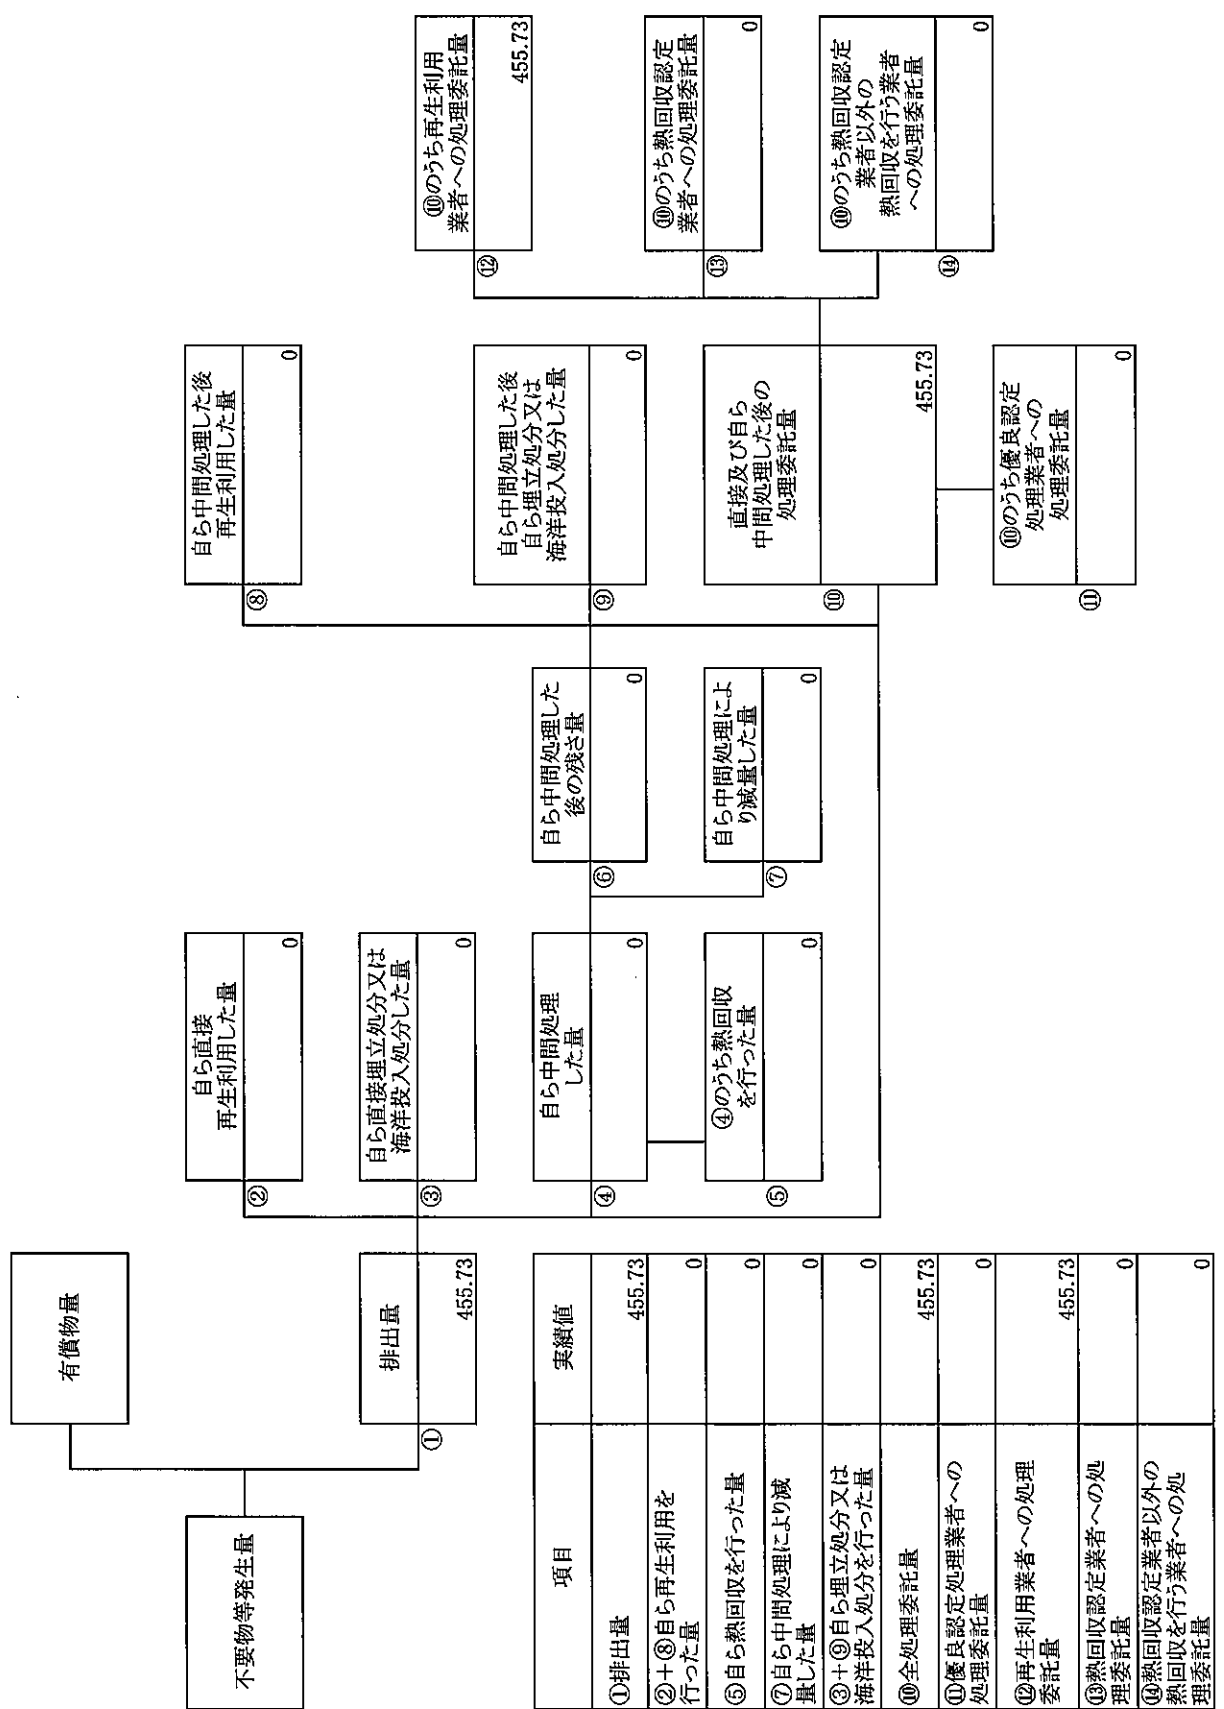 不要物等発生量
有償物量
①
排出量
455.73
②
自ら直接
再生利用した量
0
③
自ら直接埋立処分又は
海洋投入処分した量
0
④
自ら中間処理
した量
0
⑤
④のうち熱回収
を行った量
0
⑥
自ら中間処理した
後の残さ量
0
⑦
自ら中間処理によ
り減量した量
0
⑧
自ら中間処理した後
再生利用した量
0
⑨
自ら中間処理した後
自ら埋立処分又は
海洋投入処分した量
0
⑩
直接及び自ら
中間処理した後の
処理委託量
455.73
⑪
⑩のうち優良認定
処理業者への
処理委託量
0
⑫
⑩のうち再生利用
業者への処理委託量
455.73
⑬
⑩のうち熱回収認定
業者への処理委託量
0
⑭
⑩のうち熱回収認定
業者以外の
熱回収を行う業者
への処理委託量
0
項目 実績値
①排出量 455.73
②+⑧自ら再生利用を
行った量 0
⑤自ら熱回収を行った量 0
⑦自ら中間処理により減
量した量 0
③+⑨自ら埋立処分又は
海洋投入処分を行った量 0
⑩全処理委託量 455.73
⑪優良認定処理業者への
処理委託量 0
⑫再生利用業者への処理
委託量 455.73
⑬熱回収認定業者への処
理委託量 0
⑭熱回収認定業者以外の
熱回収を行う業者への処
理委託量 0